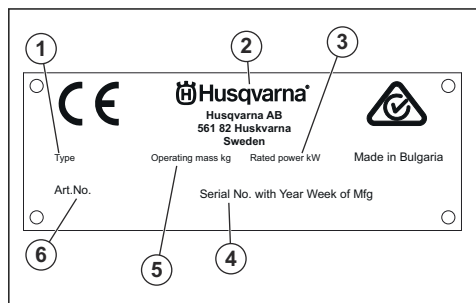 1
2
3
CE
Husqvarna
Husqvarna AB
561 82 Huskvarna
Sweden
Type
Operating mass kg
Rated power kW
Made in Bulgaria
Art.No.
Serial No. with Year Week of Mfg
6
5
4